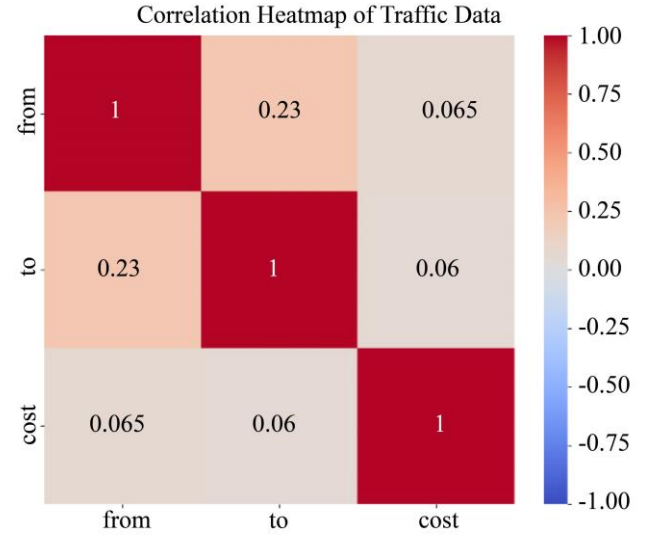 Correlation Heatmap of Traffic Data
from 1 0.23 0.065
to 0.23 1 0.06
cost 0.065 0.06 1
from to cost
1.00
0.75
0.50
0.25
0.00
-0.25
-0.50
-0.75
-1.00